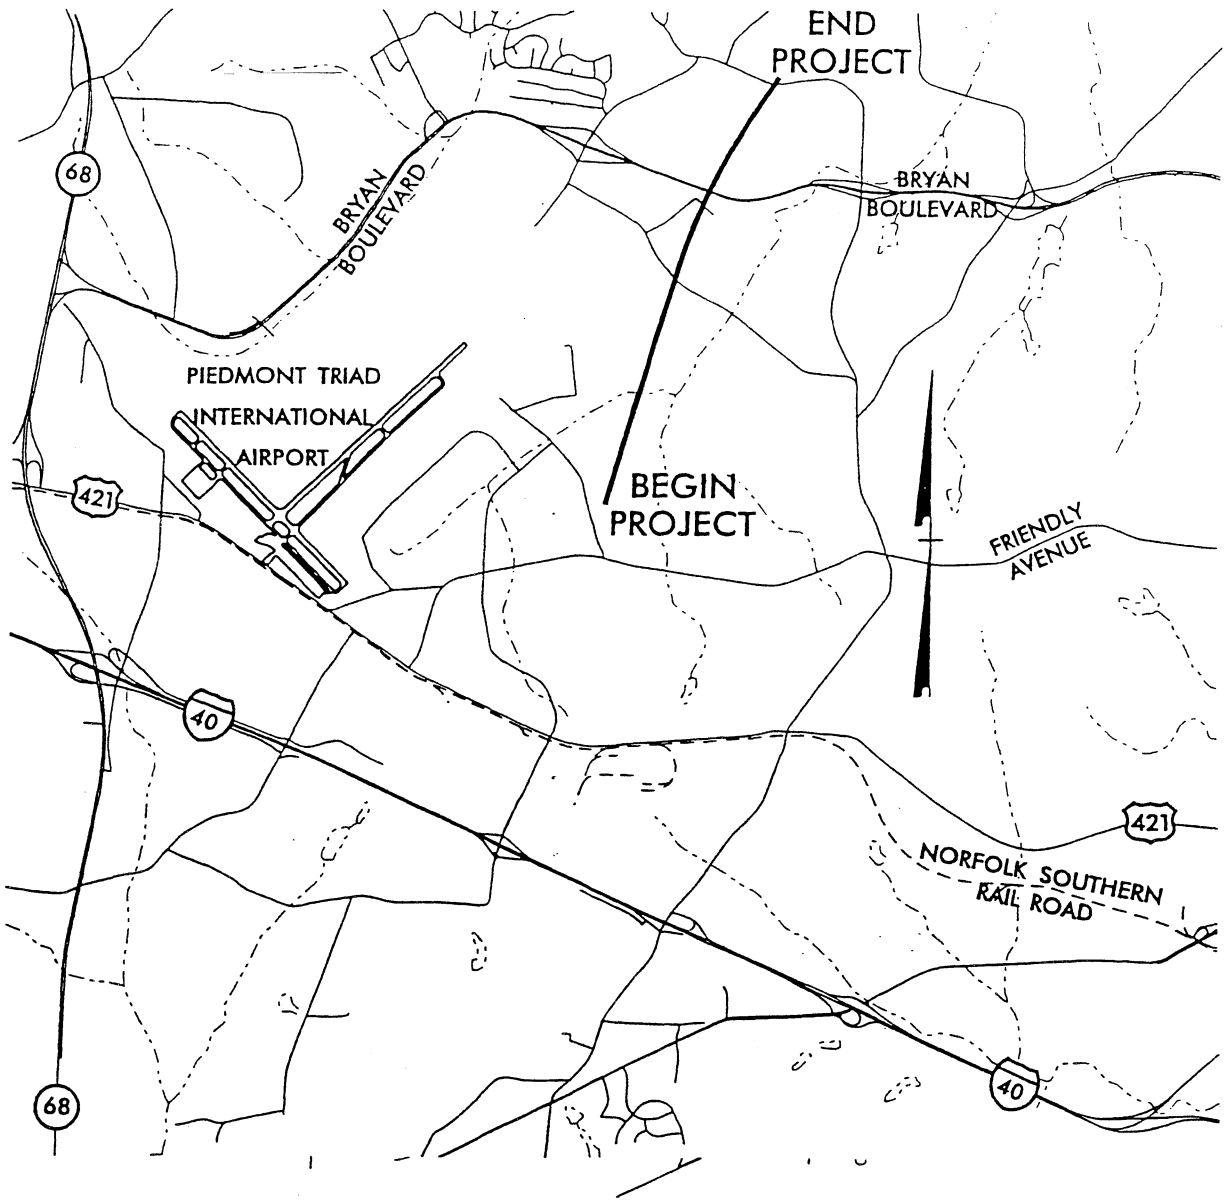 END
PROJECT
68
BRYAN
BOULEVARD
BRYAN
BOULEVARD
PIEDMONT TRIAD
INTERNATIONAL
AIRPORT
421
BEGIN
PROJECT
FRIENDLY
AVENUE
40
421
NORFOLK SOUTHERN
RAIL ROAD
40
68